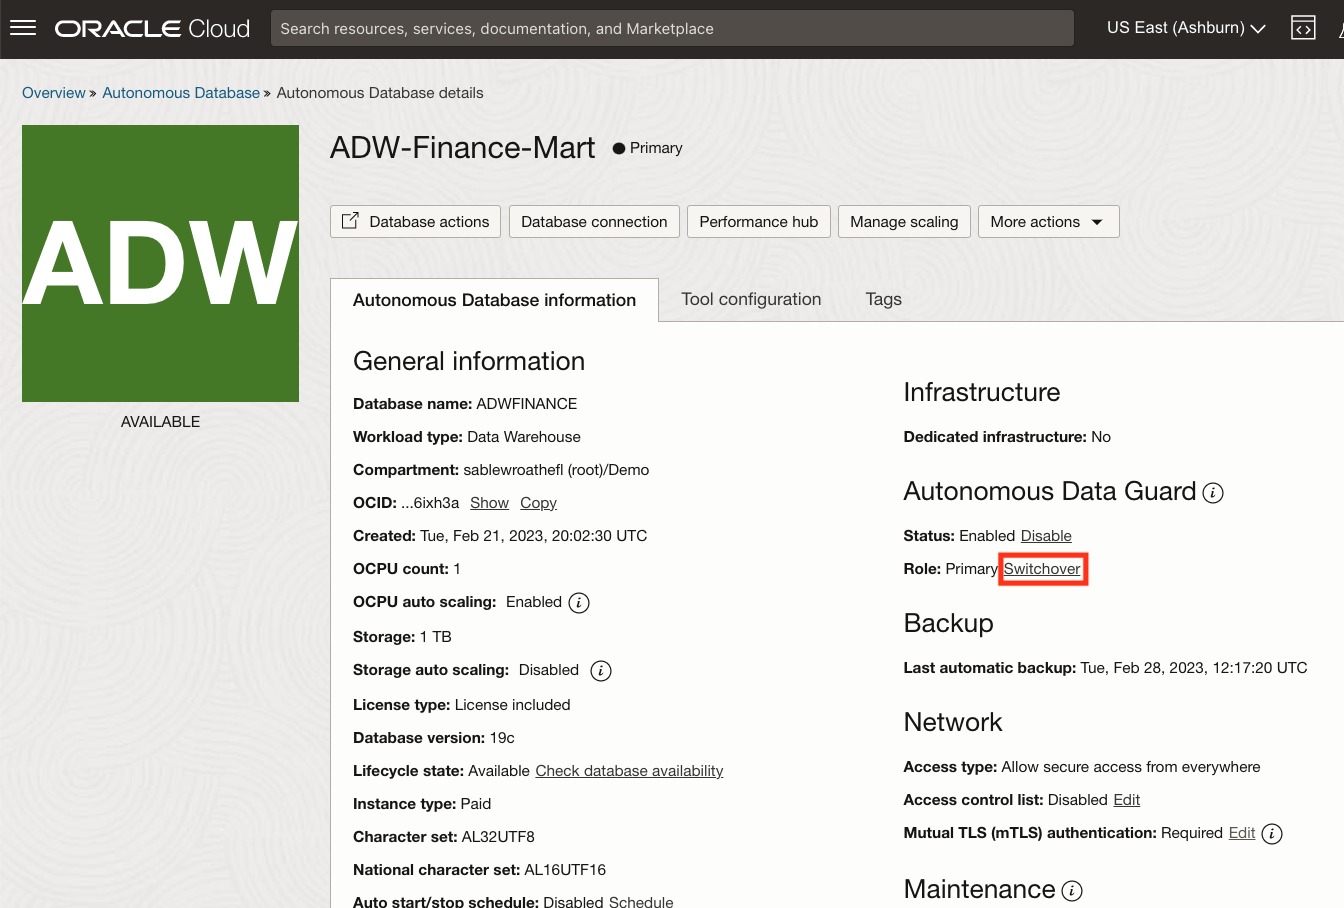 ORACLE Cloud
Search resources, services, documentation, and Marketplace
US East (Ashburn)
Overview » Autonomous Database » Autonomous Database details
ADW
AVAILABLE
ADW-Finance-Mart ● Primary
Database actions
Database connection
Performance hub
Manage scaling
More actions
Autonomous Database information
Tool configuration
Tags
General information
Database name: ADWFINANCE
Workload type: Data Warehouse
Compartment: sablewroathefl (root)/Demo
OCID: ...6ixh3a Show Copy
Created: Tue, Feb 21, 2023, 20:02:30 UTC
OCPU count: 1
OCPU auto scaling: Enabled
Storage: 1 TB
Storage auto scaling: Disabled
License type: License included
Database version: 19c
Lifecycle state: Available Check database availability
Instance type: Paid
Character set: AL32UTF8
National character set: AL16UTF16
Auto start/stop schedule: Disabled Schedule
Infrastructure
Dedicated infrastructure: No
Autonomous Data Guard
Status: Enabled Disable
Role: Primary Switchover
Backup
Last automatic backup: Tue, Feb 28, 2023, 12:17:20 UTC
Network
Access type: Allow secure access from everywhere
Access control list: Disabled Edit
Mutual TLS (mTLS) authentication: Required Edit
Maintenance